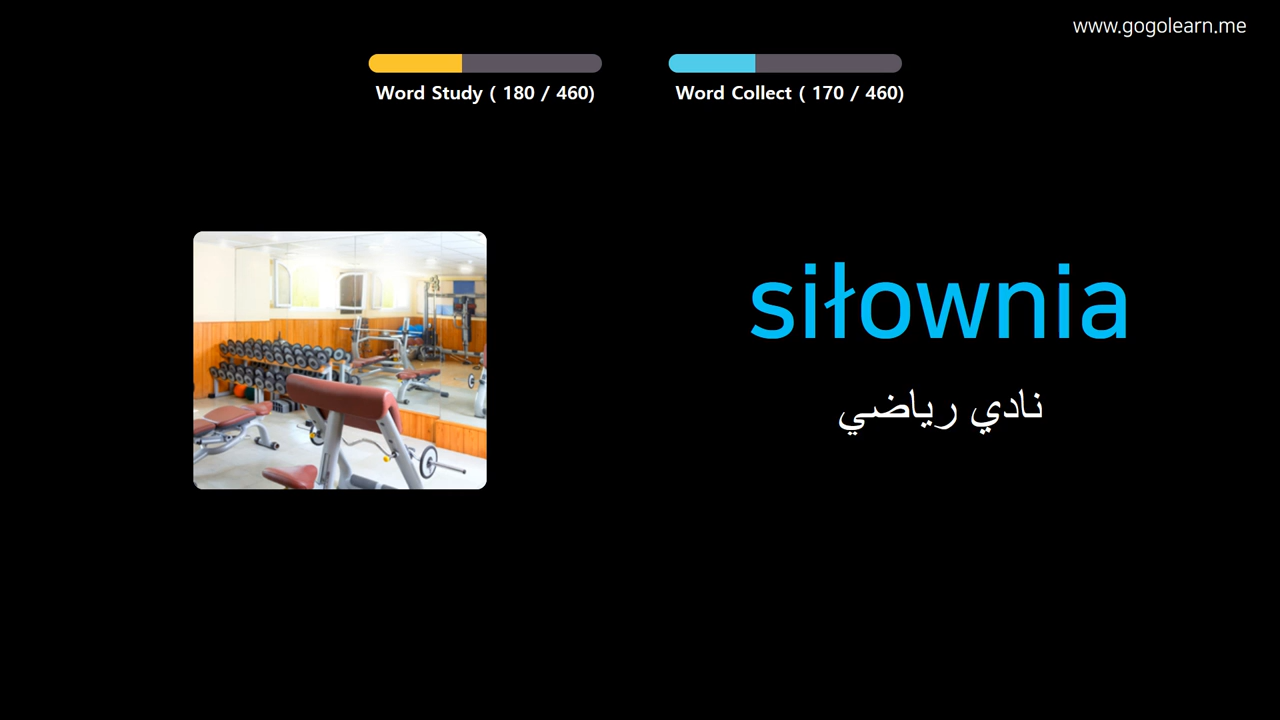 www.gogolearn.me
Word Study ( 180 / 460)
Word Collect ( 170 / 460)
siłownia
نادي رياضي